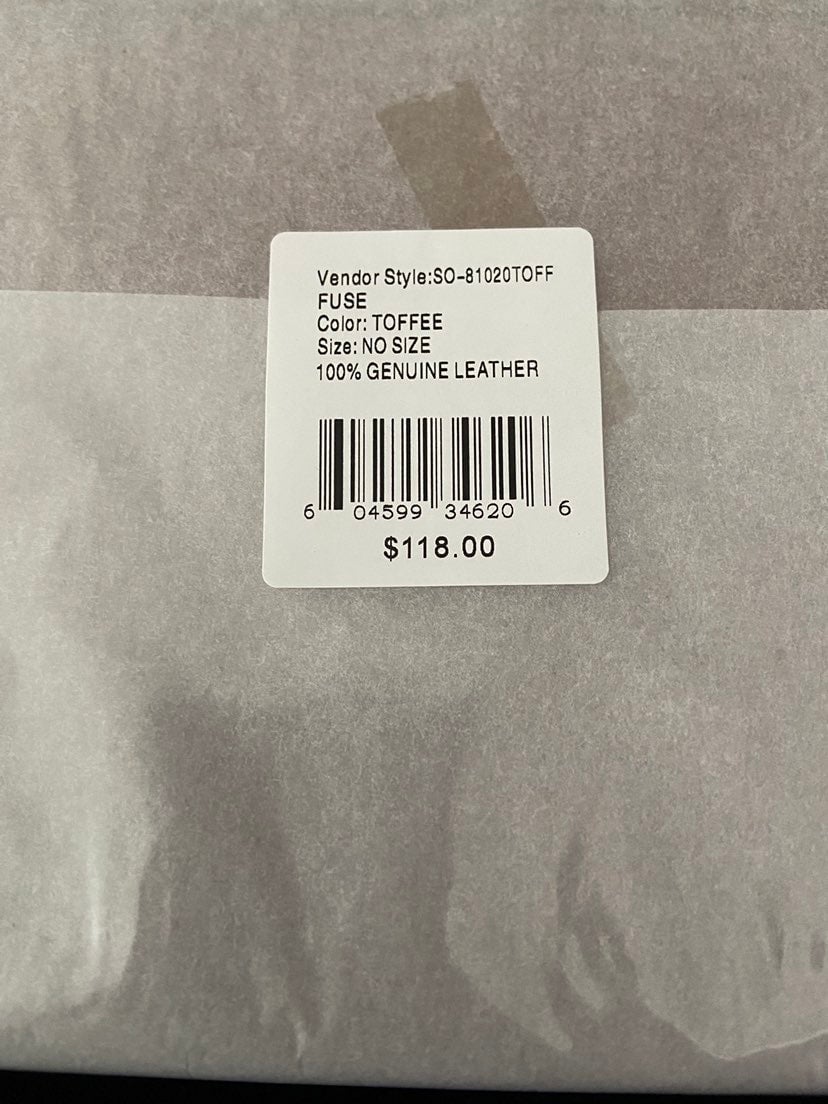 Vendor Style:SO-81020TOFF
FUSE
Color: TOFFEE
Size: NO SIZE
100% GENUINE LEATHER
6 04599 34620 6
$118.00